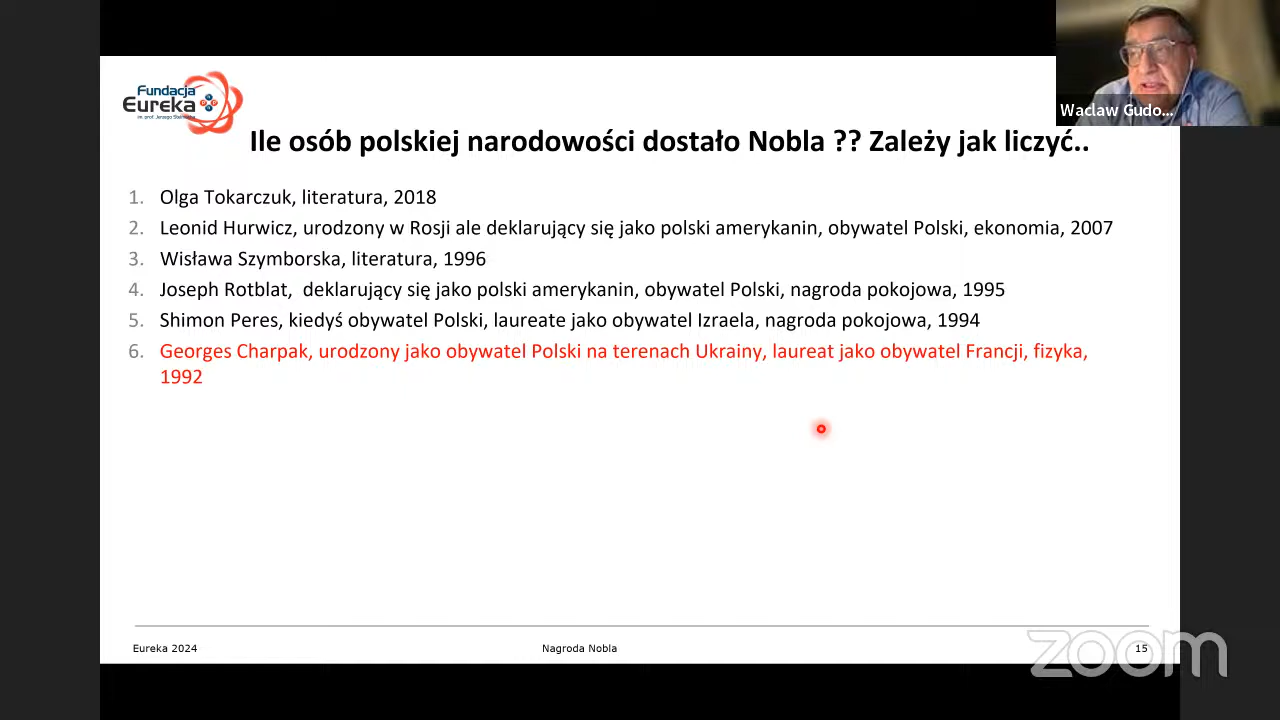 Fundacja
Eureka
im. prof. Jerzego
Waclaw Gudo...
Ile osób polskiej narodowości dostało Nobla ?? Zależy jak liczyć..
1. Olga Tokarczuk, literatura, 2018
2. Leonid Hurwicz, urodzony w Rosji ale deklarujący się jako polski amerykanin, obywatel Polski, ekonomia, 2007
3. Wisława Szymborska, literatura, 1996
4. Joseph Rotblat, deklarujący się jako polski amerykanin, obywatel Polski, nagroda pokojowa, 1995
5. Shimon Peres, kiedyś obywatel Polski, laureate jako obywatel Izraela, nagroda pokojowa, 1994
6. Georges Charpak, urodzony jako obywatel Polski na terenach Ukrainy, laureat jako obywatel Francji, fizyka,
1992
Eureka 2024
Nagroda Nobla
15
zoom